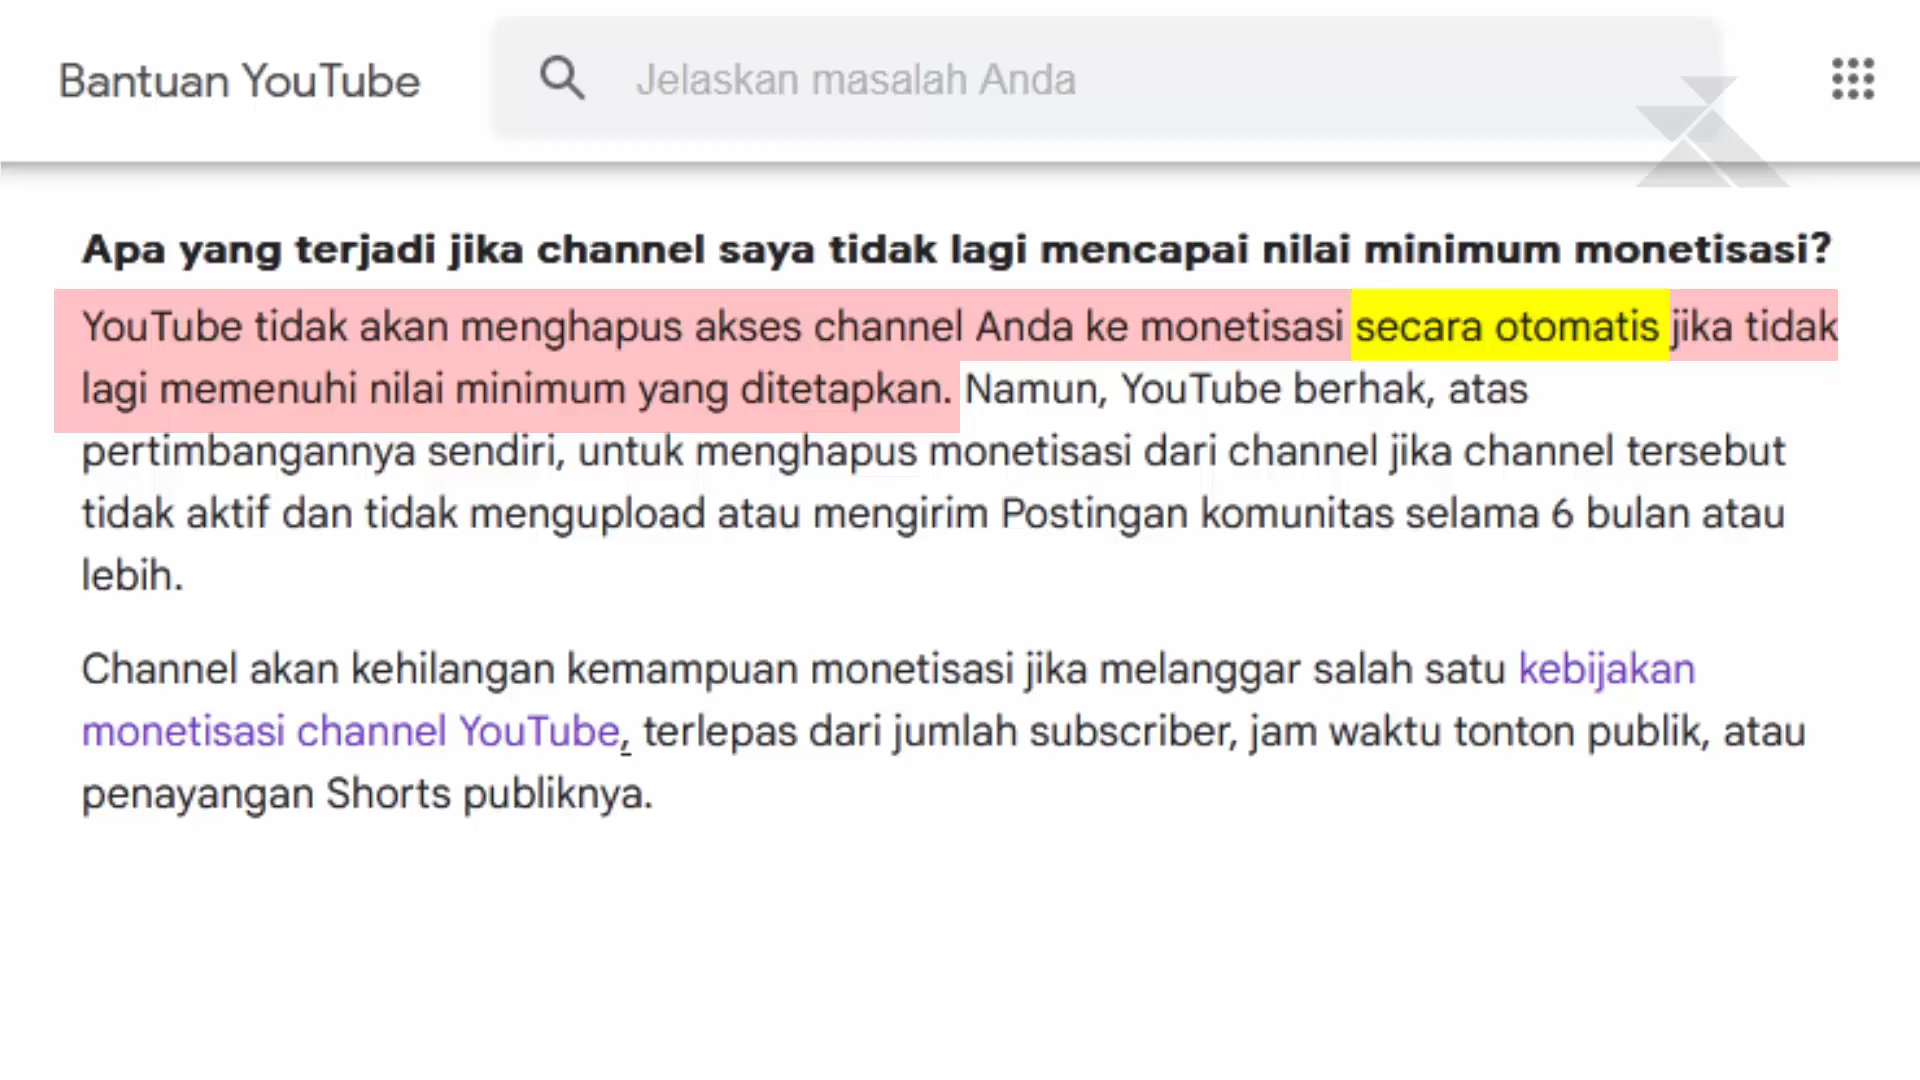 Bantuan YouTube
Jelaskan masalah Anda
Apa yang terjadi jika channel saya tidak lagi mencapai nilai minimum monetisasi?
YouTube tidak akan menghapus akses channel Anda ke monetisasi secara otomatis jika tidak
lagi memenuhi nilai minimum yang ditetapkan. Namun, YouTube berhak, atas
pertimbangannya sendiri, untuk menghapus monetisasi dari channel jika channel tersebut
tidak aktif dan tidak mengupload atau mengirim Postingan komunitas selama 6 bulan atau
lebih.
Channel akan kehilangan kemampuan monetisasi jika melanggar salah satu kebijakan
monetisasi channel YouTube, terlepas dari jumlah subscriber, jam waktu tonton publik, atau
penayangan Shorts publiknya.